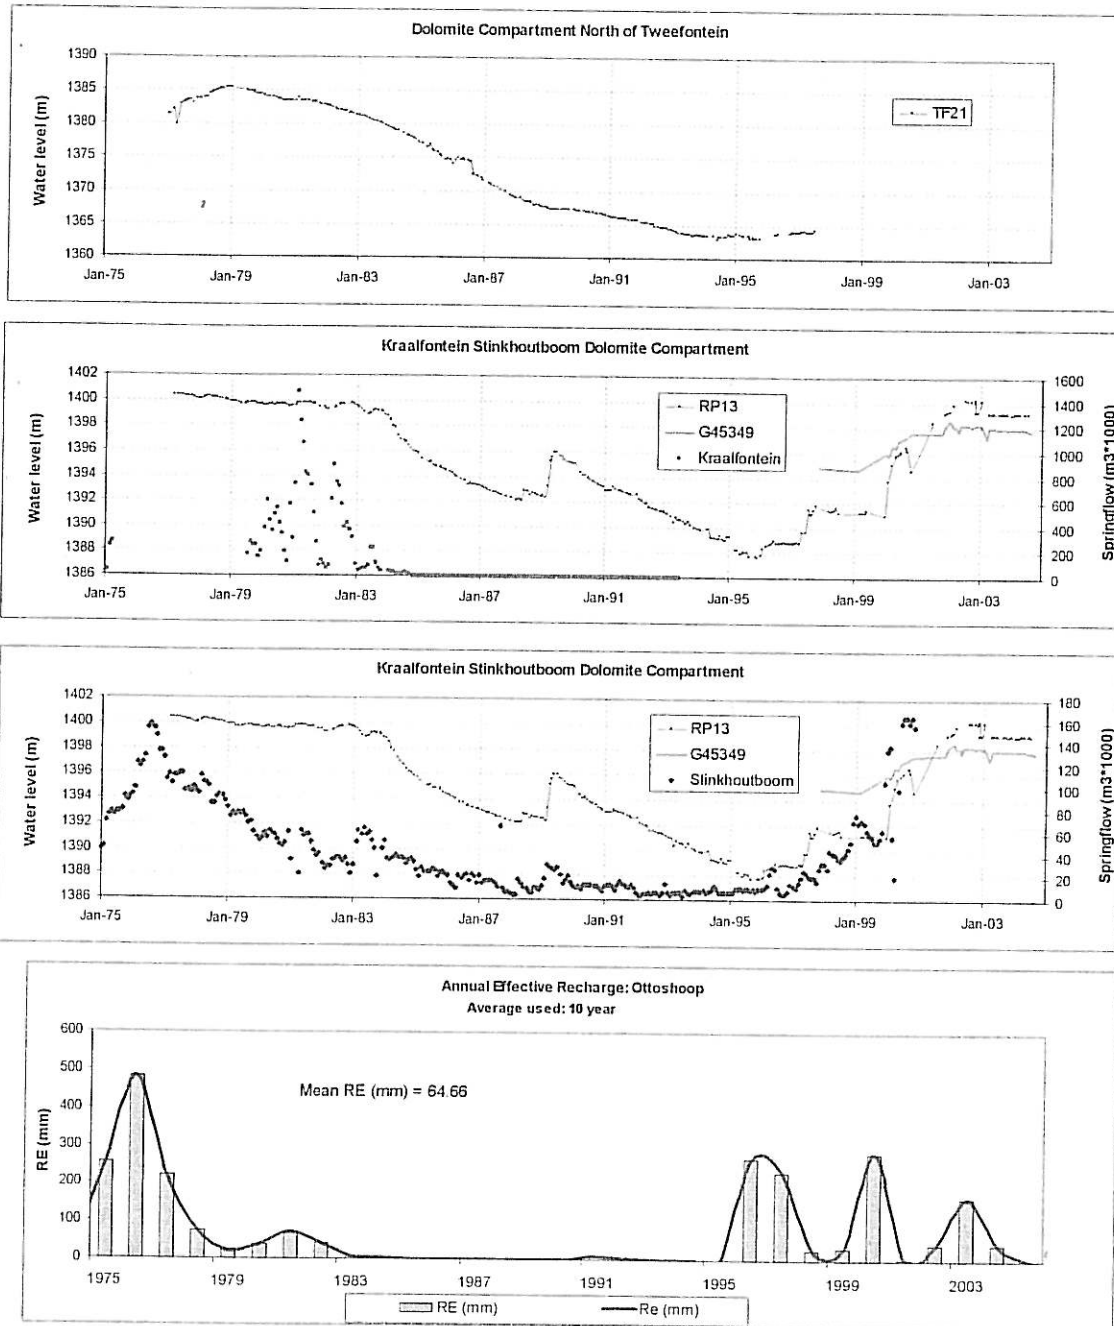 Dolomite Compartment North of Tweefontein
1390
1385
1380
1375
1370
1365
1360
Water level (m)
TF21
Jan-75 Jan-79 Jan-83 Jan-87 Jan-91 Jan-95 Jan-99 Jan-03
Kraalfontein Stinkhoutboom Dolomite Compartment
1402
1400
1398
1396
1394
1392
1390
1388
1386
Water level (m)
RP13
G45349
Kraalfontein
1600
1400
1200
1000
800
600
400
200
0
Springflow (m3*1000)
Jan-75 Jan-79 Jan-83 Jan-87 Jan-91 Jan-95 Jan-99 Jan-03
Kraalfontein Stinkhoutboom Dolomite Compartment
1402
1400
1398
1396
1394
1392
1390
1388
1386
Water level (m)
RP13
G45349
Stinkhoutboom
180
160
140
120
100
80
60
40
20
0
Springflow (m3*1000)
Jan-75 Jan-79 Jan-83 Jan-87 Jan-91 Jan-95 Jan-99 Jan-03
Annual Effective Recharge: Ottoshoop
Average used: 10 year
600
500
400
300
200
100
0
RE (mm)
Mean RE (mm) = 64.66
1975 1979 1983 1987 1991 1995 1999 2003
RE (mm) Re (mm)